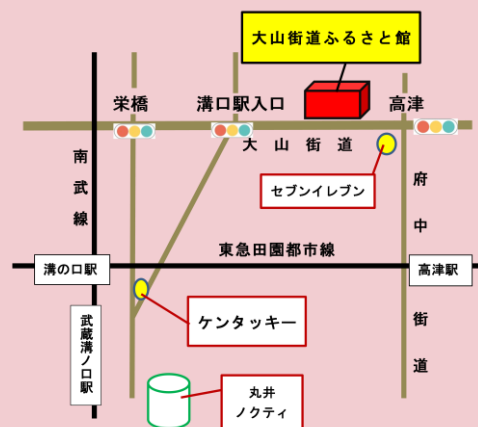 大山街道ふるさと館
栄橋
溝口駅入口
高津
大山街道
南武線
セブンイレブン
府中街道
東急田園都市線
溝の口駅
高津駅
武蔵溝ノ口駅
ケンタッキー
丸井
ノクティ